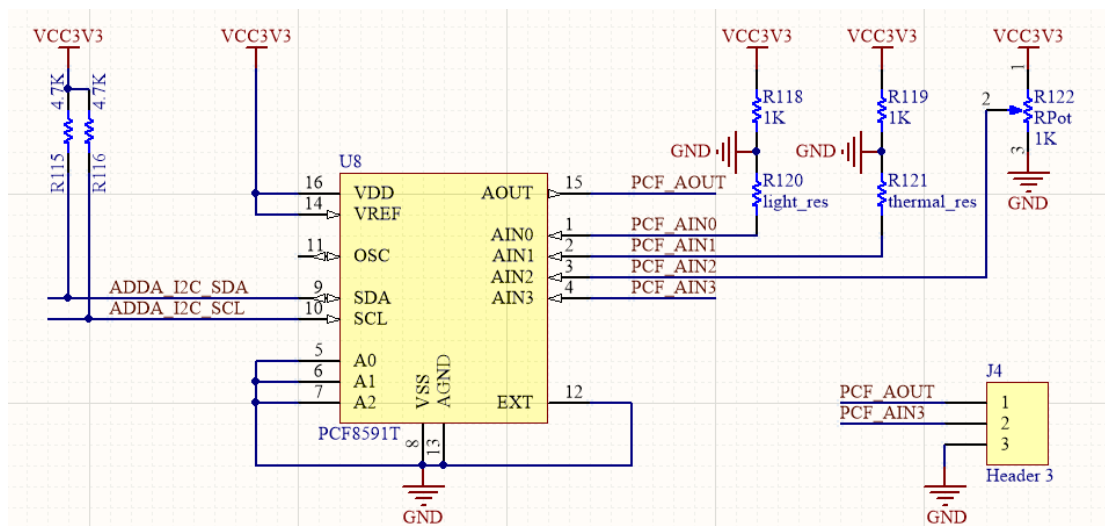 VCC3V3
VCC3V3
VCC3V3
VCC3V3
VCC3V3
4.7K
4.7K
R115
R116
R118
1K
GND
R120
light_res
R119
1K
GND
R121
thermal_res
1
2
R122
RPot
1K
3
GND
U8
16
VDD
14
VREF
11
OSC
ADDA_I2C_SDA
9
SDA
ADDA_I2C_SCL
10
SCL
5
A0
6
A1
7
A2
VSS
AGND
8
13
AOUT
15
PCF_AOUT
AIN0
1
PCF_AIN0
AIN1
2
PCF_AIN1
AIN2
3
PCF_AIN2
AIN3
4
PCF_AIN3
EXT
12
PCF8591T
GND
J4
PCF_AOUT
1
PCF_AIN3
2
3
Header 3
GND